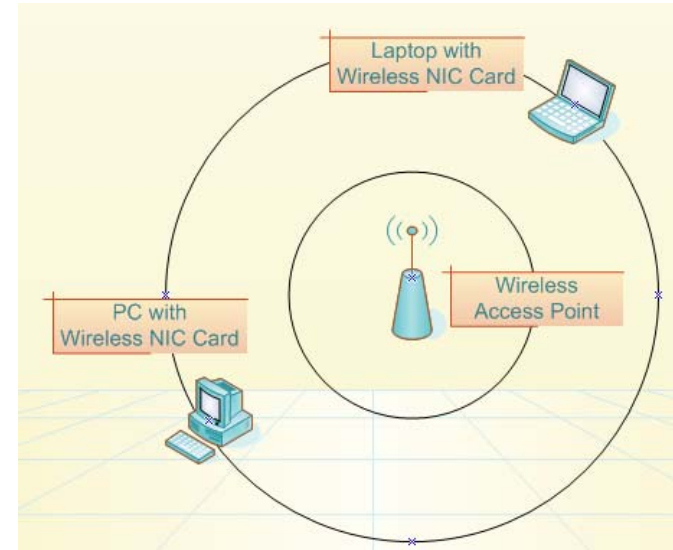 Laptop with
Wireless NIC Card
Wireless
Access Point
PC with
Wireless NIC Card